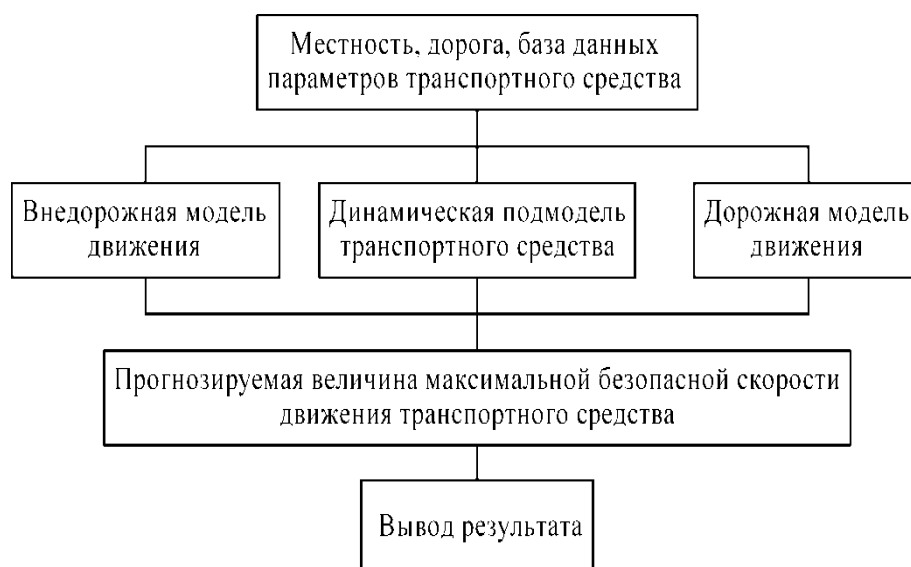 Местность, дорога, база данных
параметров транспортного средства
Внедорожная модель
движения
Динамическая подмодель
транспортного средства
Дорожная модель
движения
Прогнозируемая величина максимальной безопасной скорости
движения транспортного средства
Вывод результата